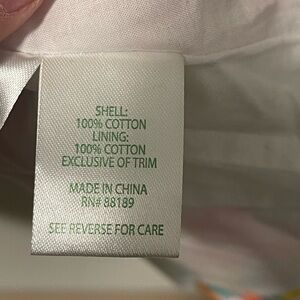 SHELL:
100% COTTON
LINING:
100% COTTON
EXCLUSIVE OF TRIM
MADE IN CHINA
RN# 88189
SEE REVERSE FOR CARE